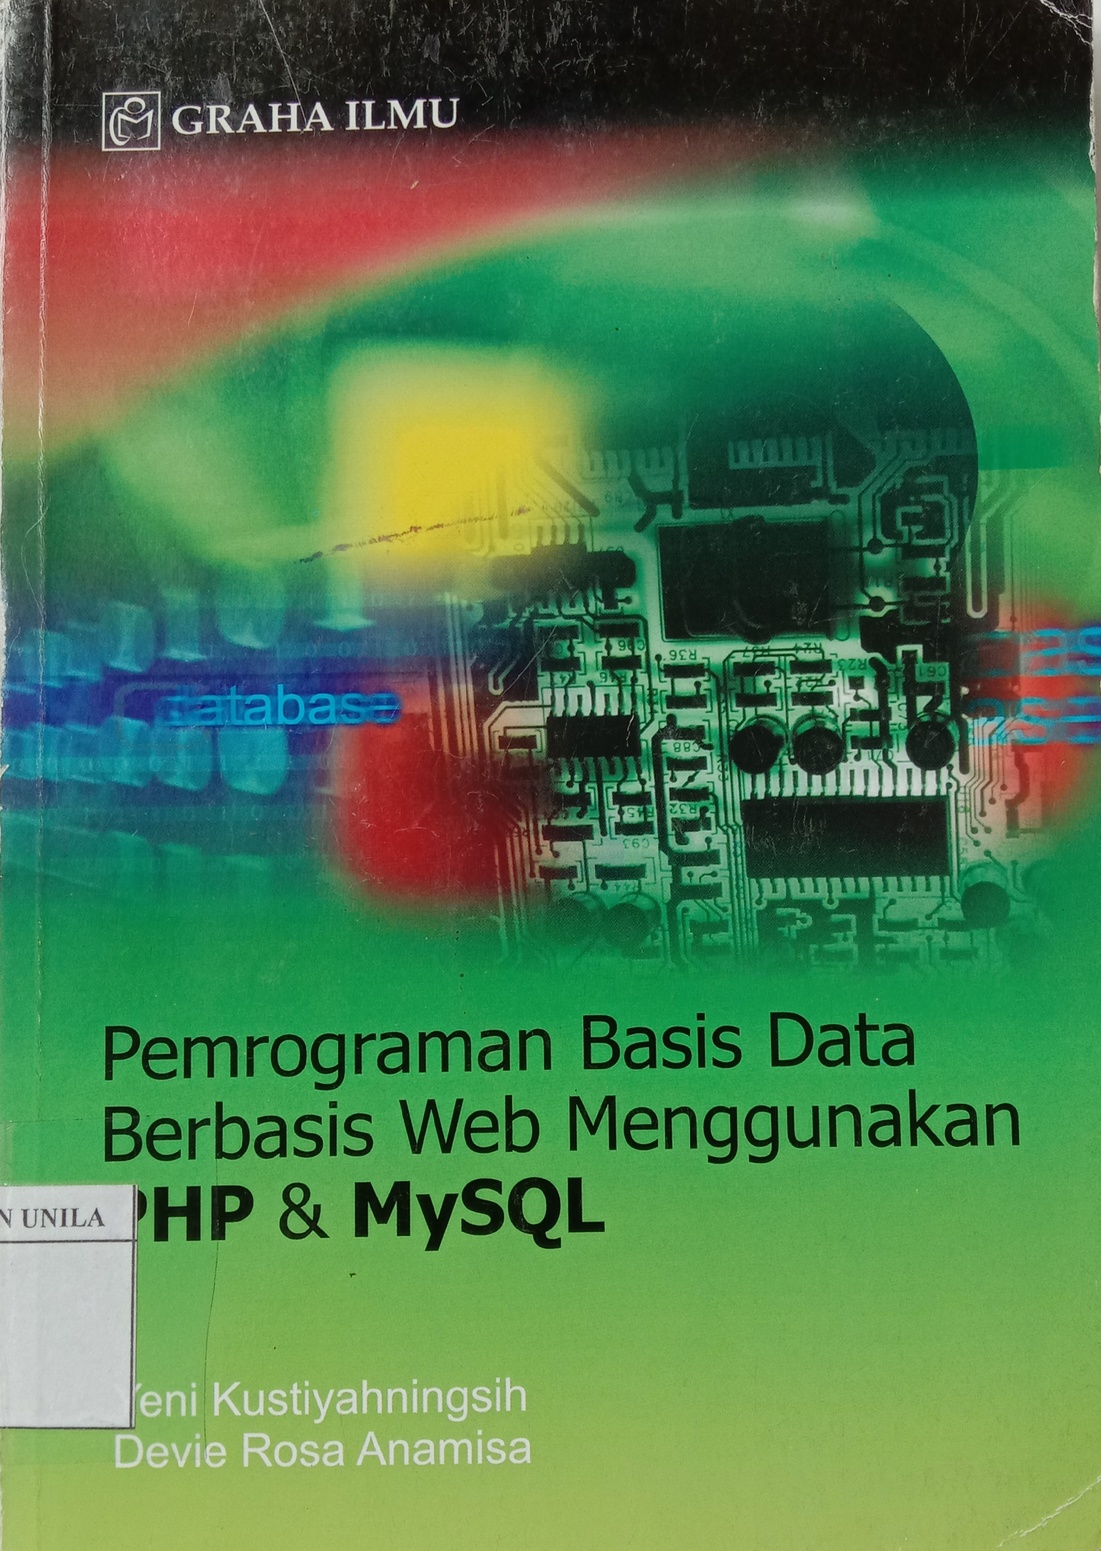 GRAHA ILMU
database
Pemrograman Basis Data
Berbasis Web Menggunakan
PHP & MySQL
N UNILA
Yeni Kustiyahningsih
Devie Rosa Anamisa